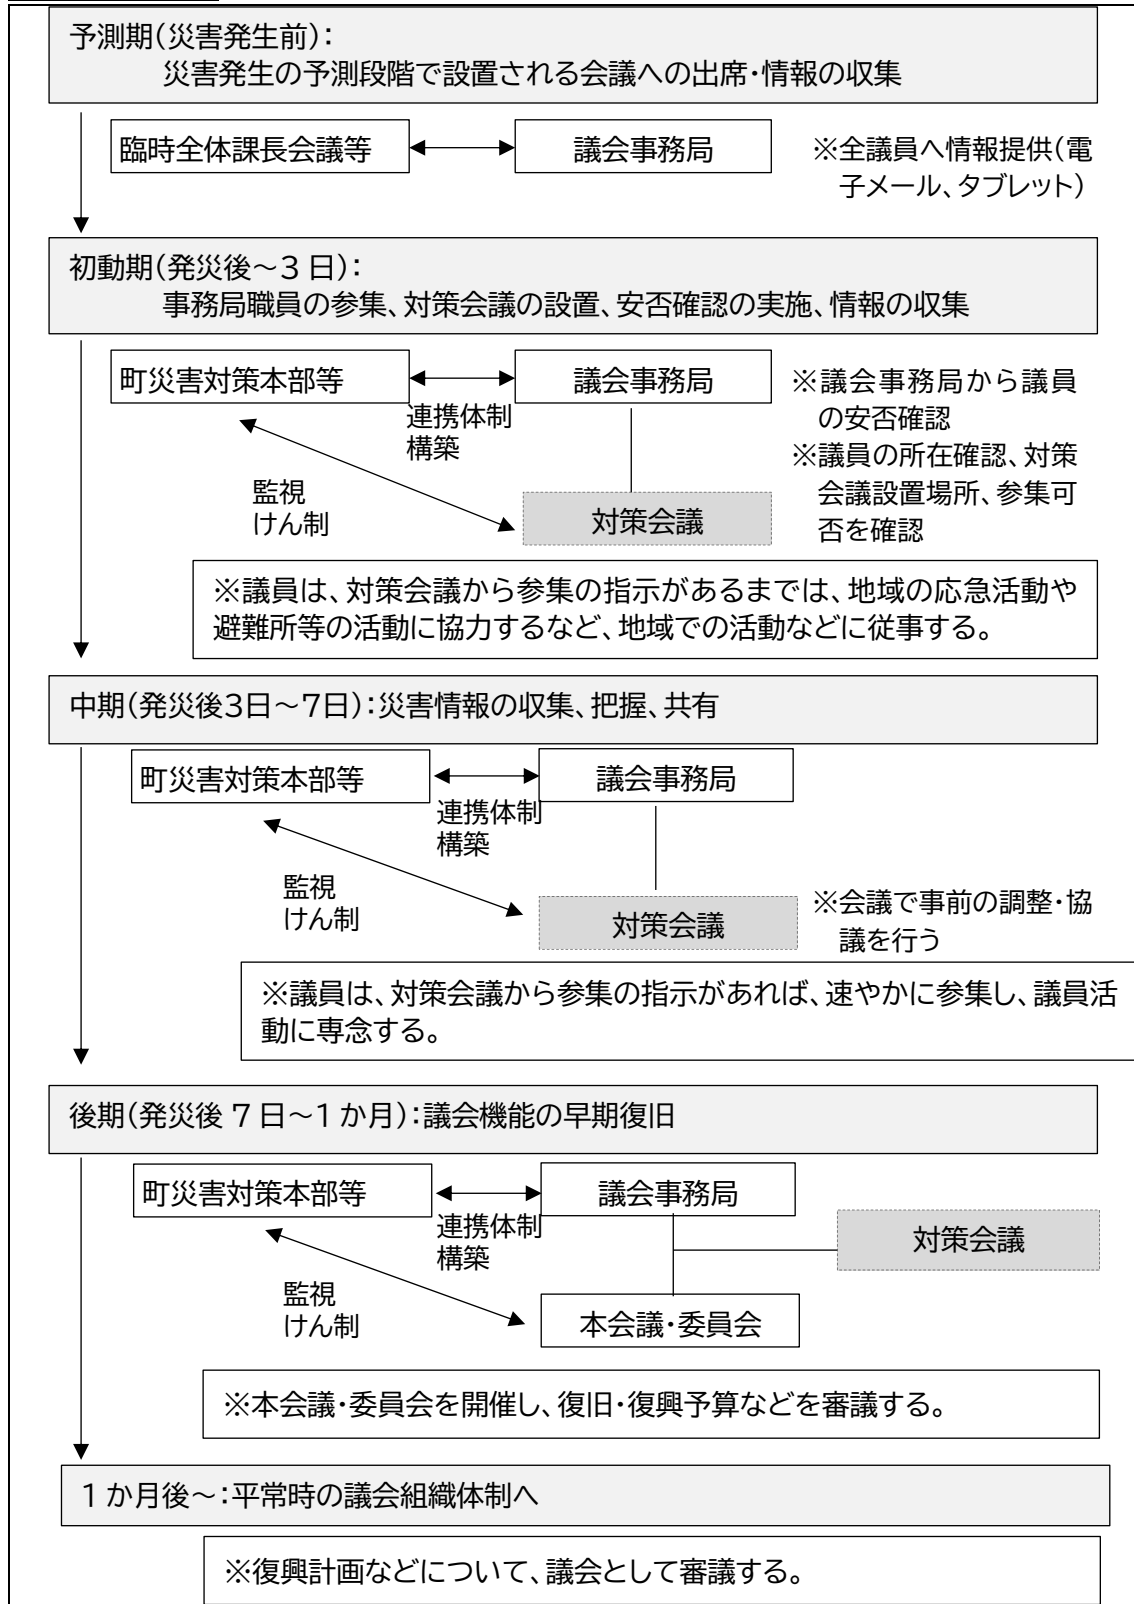 予測期(災害発生前)：
災害発生の予測段階で設置される会議への出席・情報の収集
臨時全体課長会議等
議会事務局
※全議員へ情報提供(電
子メール、タブレット)
初動期(発災後～３日)：
事務局職員の参集、対策会議の設置、安否確認の実施、情報の収集
町災害対策本部等
議会事務局
連携体制
構築
※議会事務局から議員
の安否確認
※議員の所在確認、対策
会議設置場所、参集可
否を確認
監視
けん制
対策会議
※議員は、対策会議から参集の指示があるまでは、地域の応急活動や
避難所等の活動に協力するなど、地域での活動などに従事する。
中期(発災後３日～７日)：災害情報の収集、把握、共有
町災害対策本部等
議会事務局
連携体制
構築
監視
けん制
対策会議
※会議で事前の調整・協
議を行う
※議員は、対策会議から参集の指示があれば、速やかに参集し、議員活
動に専念する。
後期(発災後７日～１か月)：議会機能の早期復旧
町災害対策本部等
議会事務局
連携体制
構築
対策会議
監視
けん制
本会議・委員会
※本会議・委員会を開催し、復旧・復興予算などを審議する。
１か月後～：平常時の議会組織体制へ
※復興計画などについて、議会として審議する。